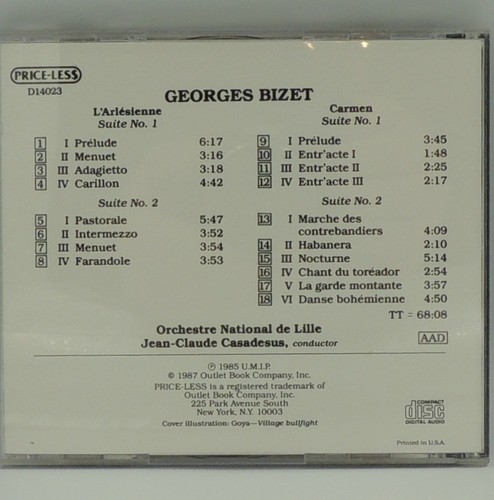 PRICE-LESS
D14023
GEORGES BIZET
L'Arlésienne
Suite No. 1
1 I Prélude 6:17
2 II Menuet 3:16
3 III Adagietto 3:18
4 IV Carillon 4:42
Suite No. 2
5 I Pastorale 5:47
6 II Intermezzo 3:52
7 III Menuet 3:54
8 IV Farandole 3:53
Carmen
Suite No. 1
9 I Prélude 3:45
10 II Entr'acte I 1:48
11 III Entr'acte II 2:25
12 IV Entr'acte III 2:17
Suite No. 2
13 I Marche des
contrebandiers 4:09
14 II Habanera 2:10
15 III Nocturne 5:14
16 IV Chant du toréador 2:54
17 V La garde montante 3:57
18 VI Danse bohémienne 4:50
TT = 68:08
Orchestre National de Lille
Jean-Claude Casadesus, conductor
AAD
℗ 1985 U.M.I.P.
© 1987 Outlet Book Company, Inc.
PRICE-LESS is a registered trademark of
Outlet Book Company, Inc.
225 Park Avenue South
New York, N.Y. 10003
Cover illustration: Goya—Village bullfight
COMPACT
disc
DIGITAL AUDIO
Printed in U.S.A.